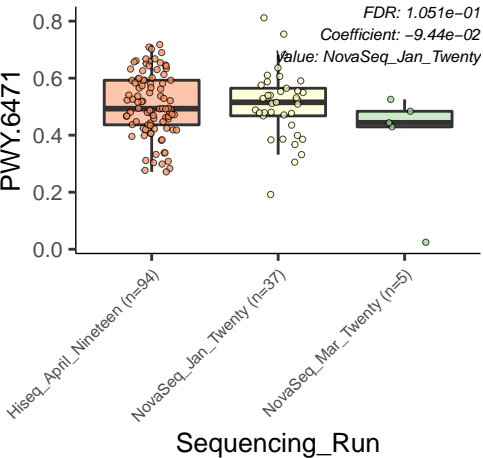 FDR: 1.051e−01
Coefficient: −9.44e−02
Value: NovaSeq_Jan_Twenty
PWY.6471
0.8
0.6
0.4
0.2
0.0
Hiseq_April_Nineteen (n=94)
NovaSeq_Jan_Twenty (n=37)
NovaSeq_Mar_Twenty (n=5)
Sequencing_Run